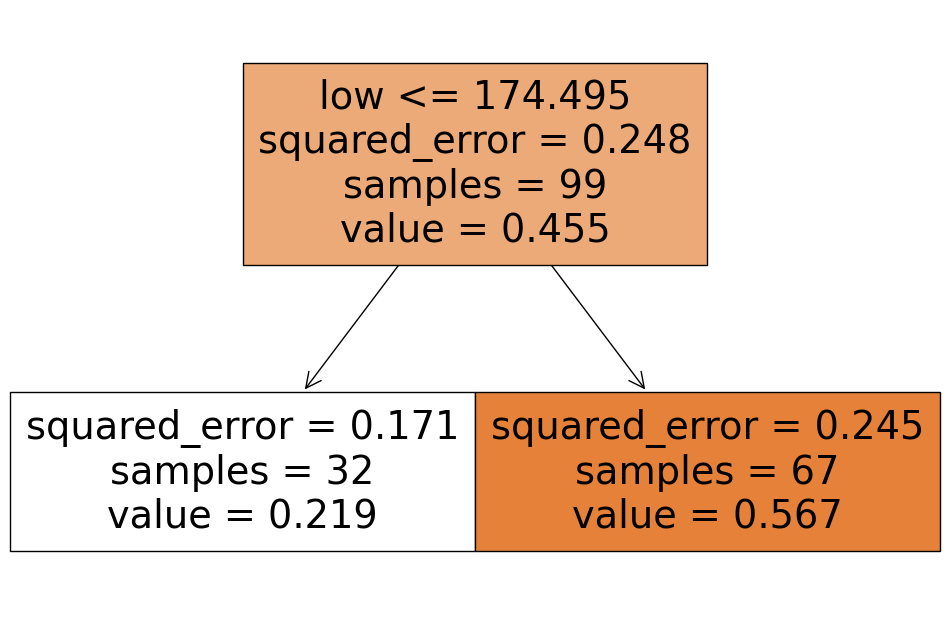 low <= 174.495
squared_error = 0.248
samples = 99
value = 0.455
squared_error = 0.171
samples = 32
value = 0.219
squared_error = 0.245
samples = 67
value = 0.567